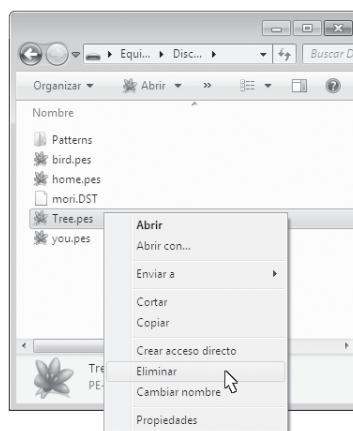 Equi... Disc... Buscar D
Organizar Abrir »
Nombre
Patterns
bird.pes
home.pes
mori.DST
Tree.pes
you.pes
Abrir
Abrir con...
Enviar a
Cortar
Copiar
Crear acceso directo
Eliminar
Cambiar nombre
Propiedades
Tre
PE-